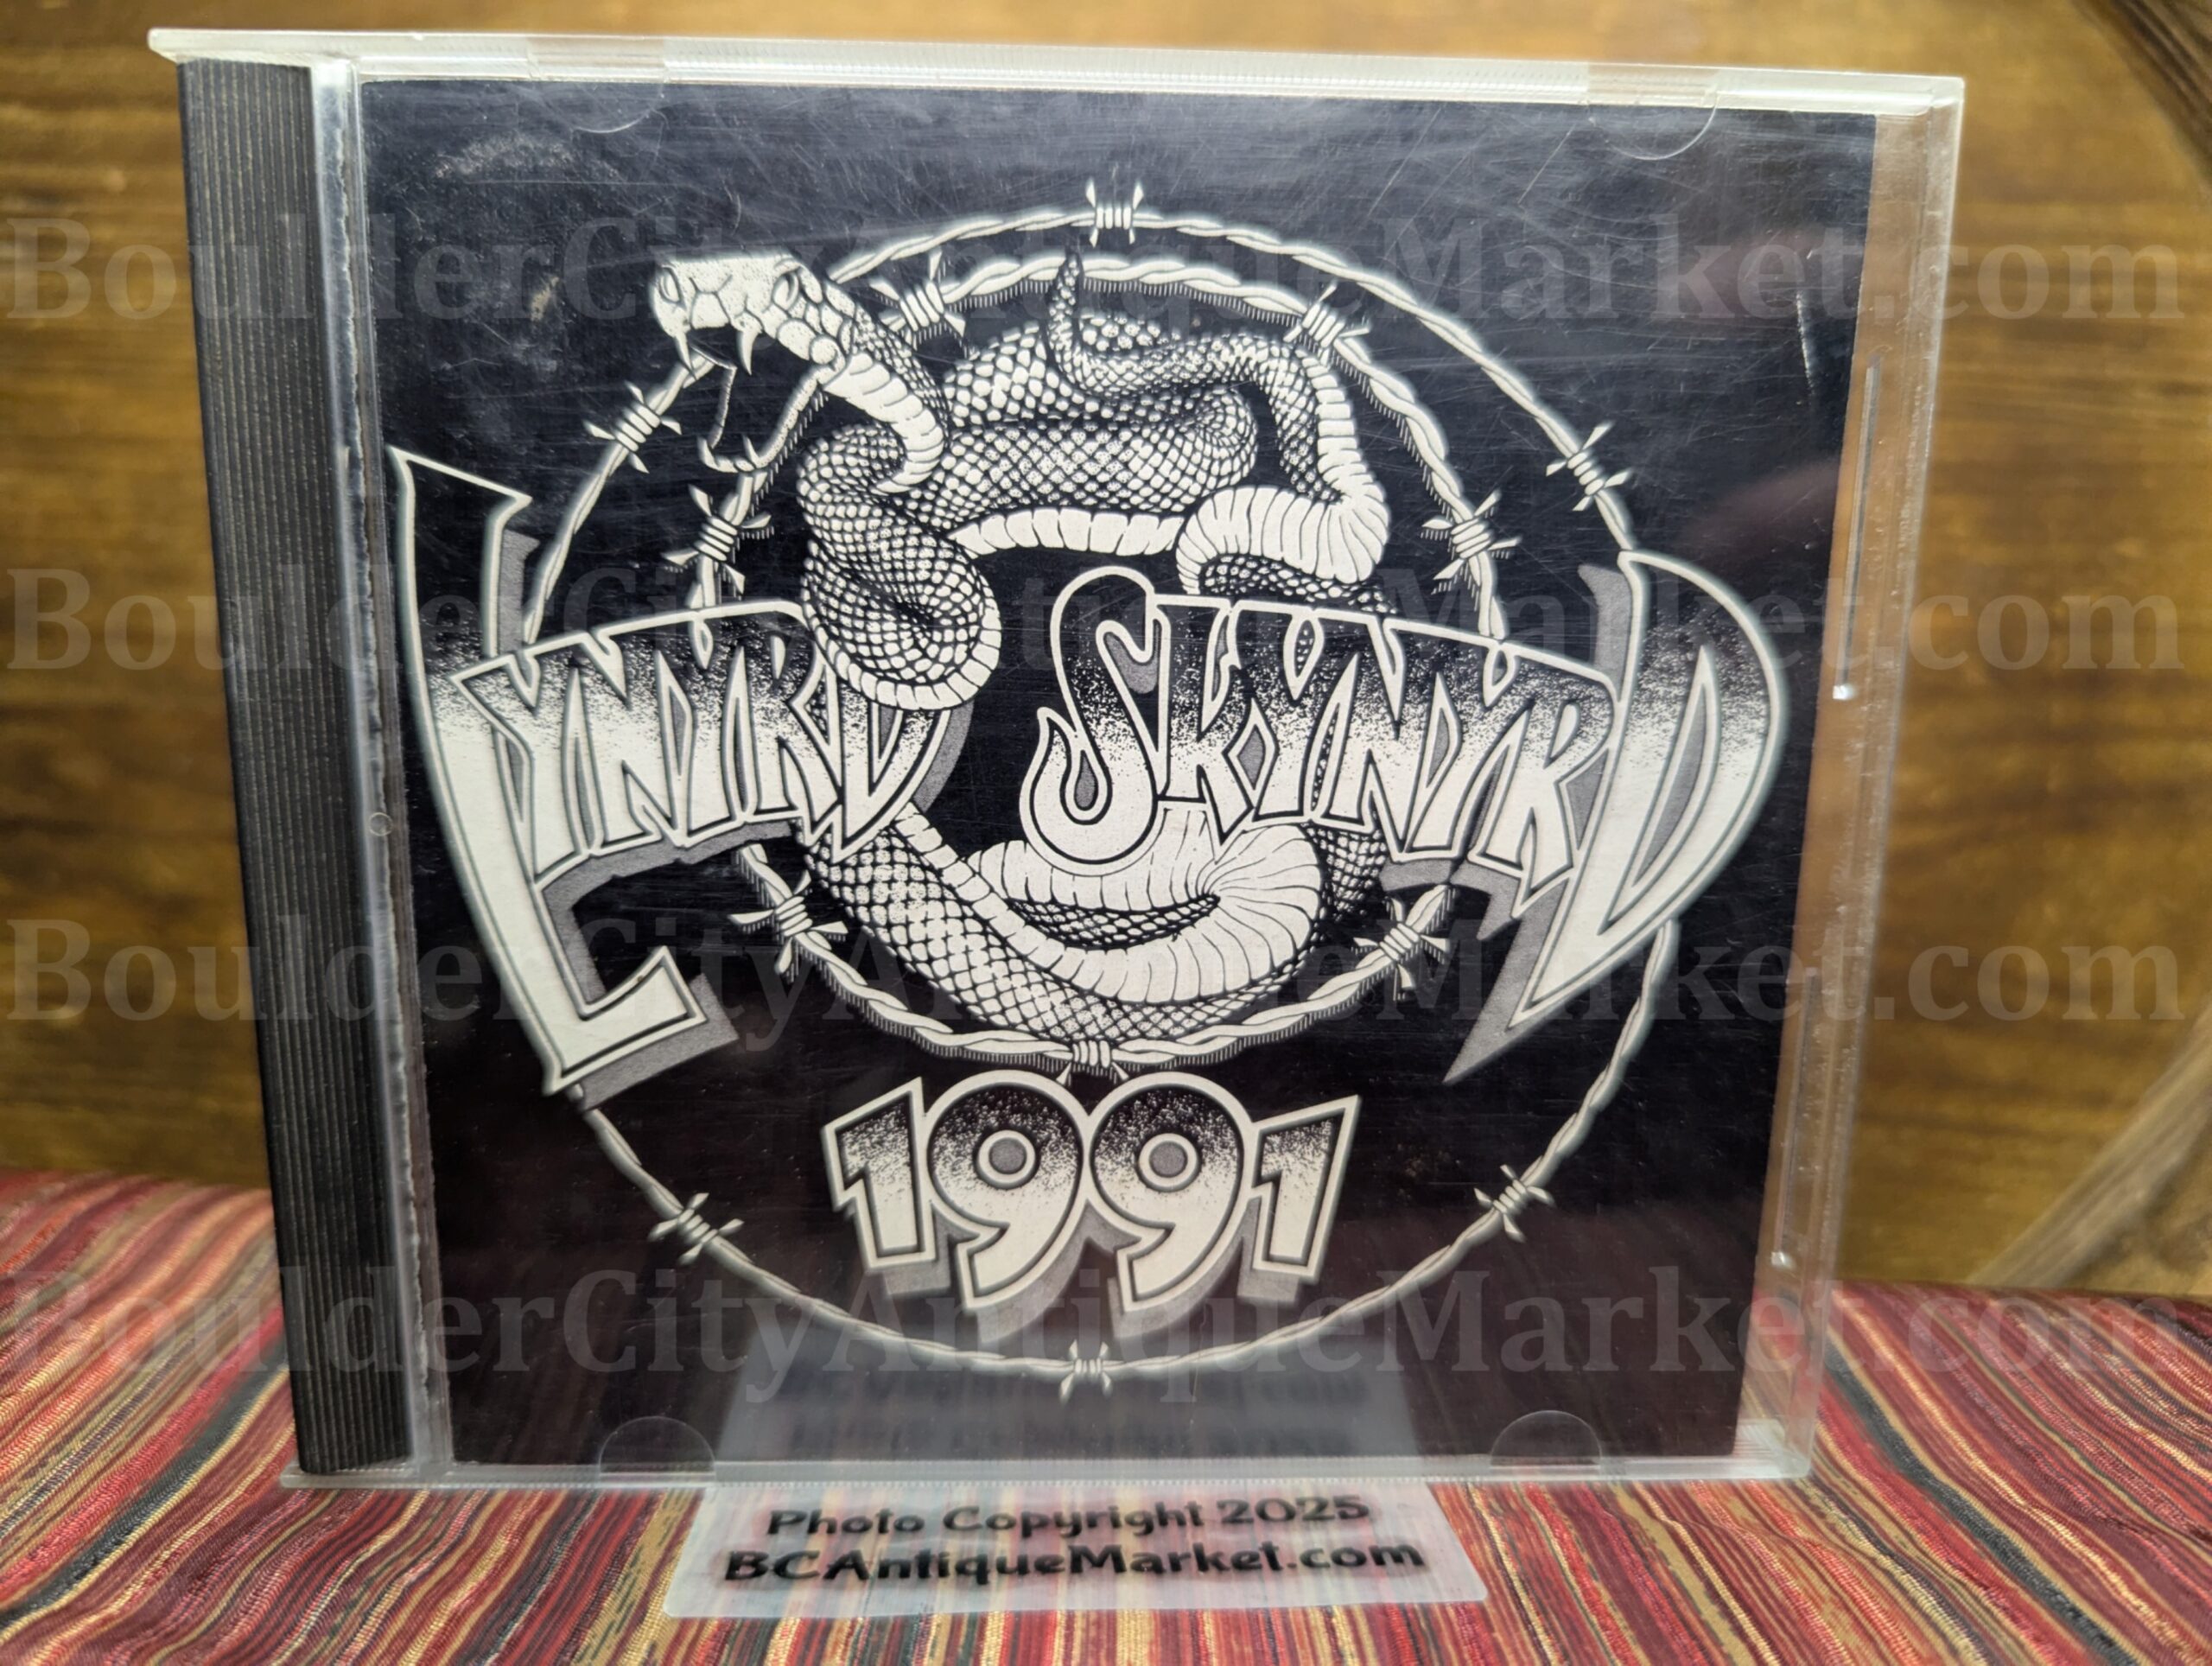 BoulderCityAntiqueMarket.com
BoulderCityAntiqueMarket.com
LYNYRD SKYNYRD
BoulderCityAntiqueMarket.com
1991
BoulderCityAntiqueMarket.com
Photo Copyright 2025
BCAntiqueMarket.com